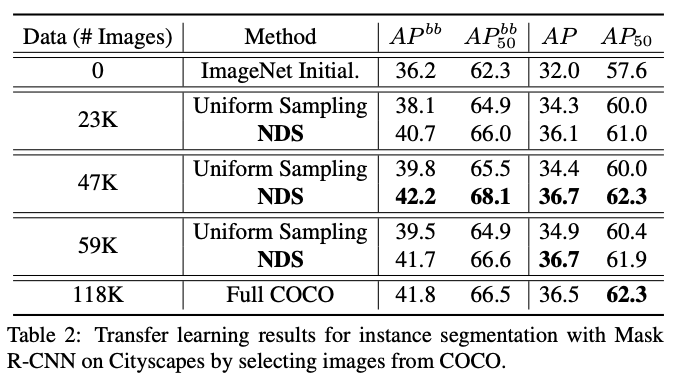 Data (# Images) Method AP^bb AP^bb_50 AP AP_50
0 ImageNet Initial. 36.2 62.3 32.0 57.6
23K Uniform Sampling 38.1 64.9 34.3 60.0
NDS 40.7 66.0 36.1 61.0
47K Uniform Sampling 39.8 65.5 34.4 60.0
NDS 42.2 68.1 36.7 62.3
59K Uniform Sampling 39.5 64.9 34.9 60.4
NDS 41.7 66.6 36.7 61.9
118K Full COCO 41.8 66.5 36.5 62.3
Table 2: Transfer learning results for instance segmentation with Mask
R-CNN on Cityscapes by selecting images from COCO.